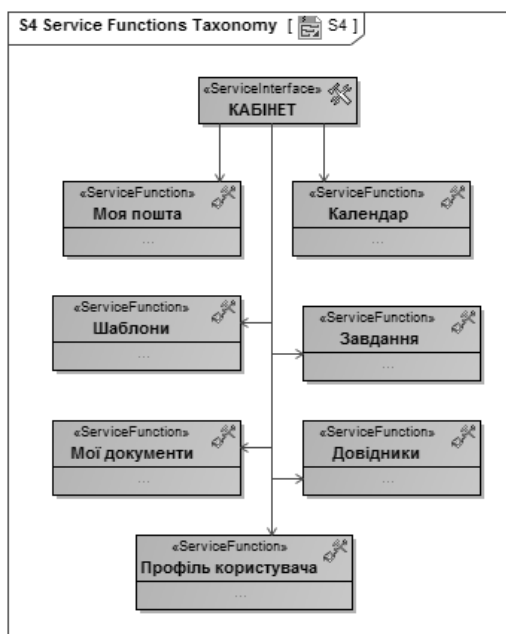 S4 Service Functions Taxonomy [ S4 ]
«ServiceInterface»
КАБІНЕТ
«ServiceFunction»
Моя пошта
...
«ServiceFunction»
Календар
...
«ServiceFunction»
Шаблони
...
«ServiceFunction»
Завдання
...
«ServiceFunction»
Мої документи
...
«ServiceFunction»
Довідники
...
«ServiceFunction»
Профіль користувача
...